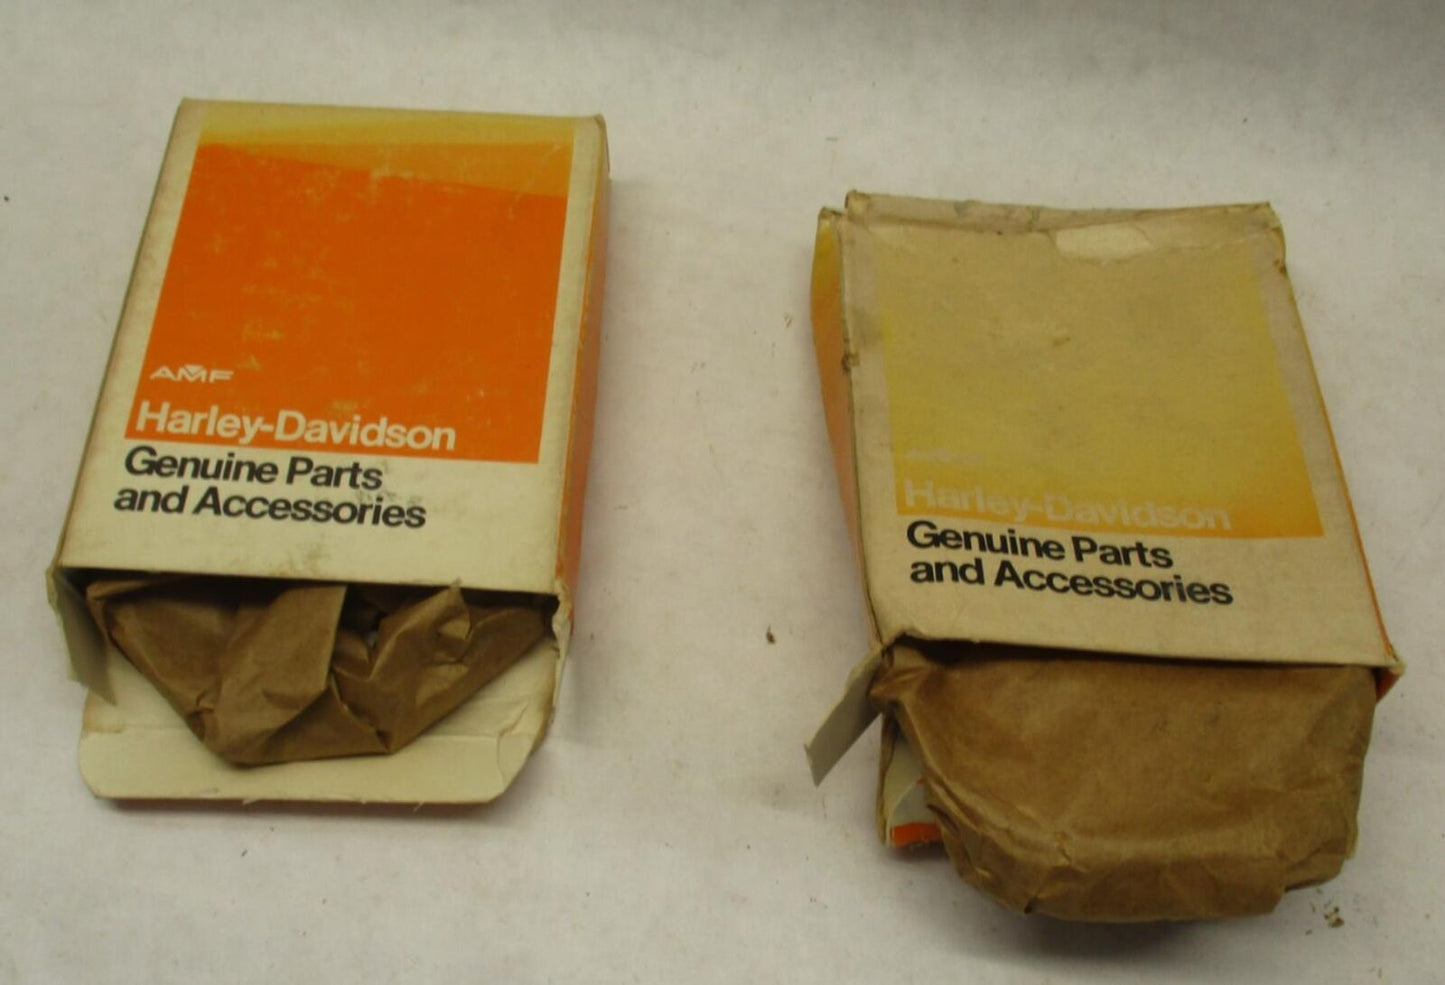 AMF
Harley-Davidson
Genuine Parts
and Accessories
Harley-Davidson
Genuine Parts
and Accessories